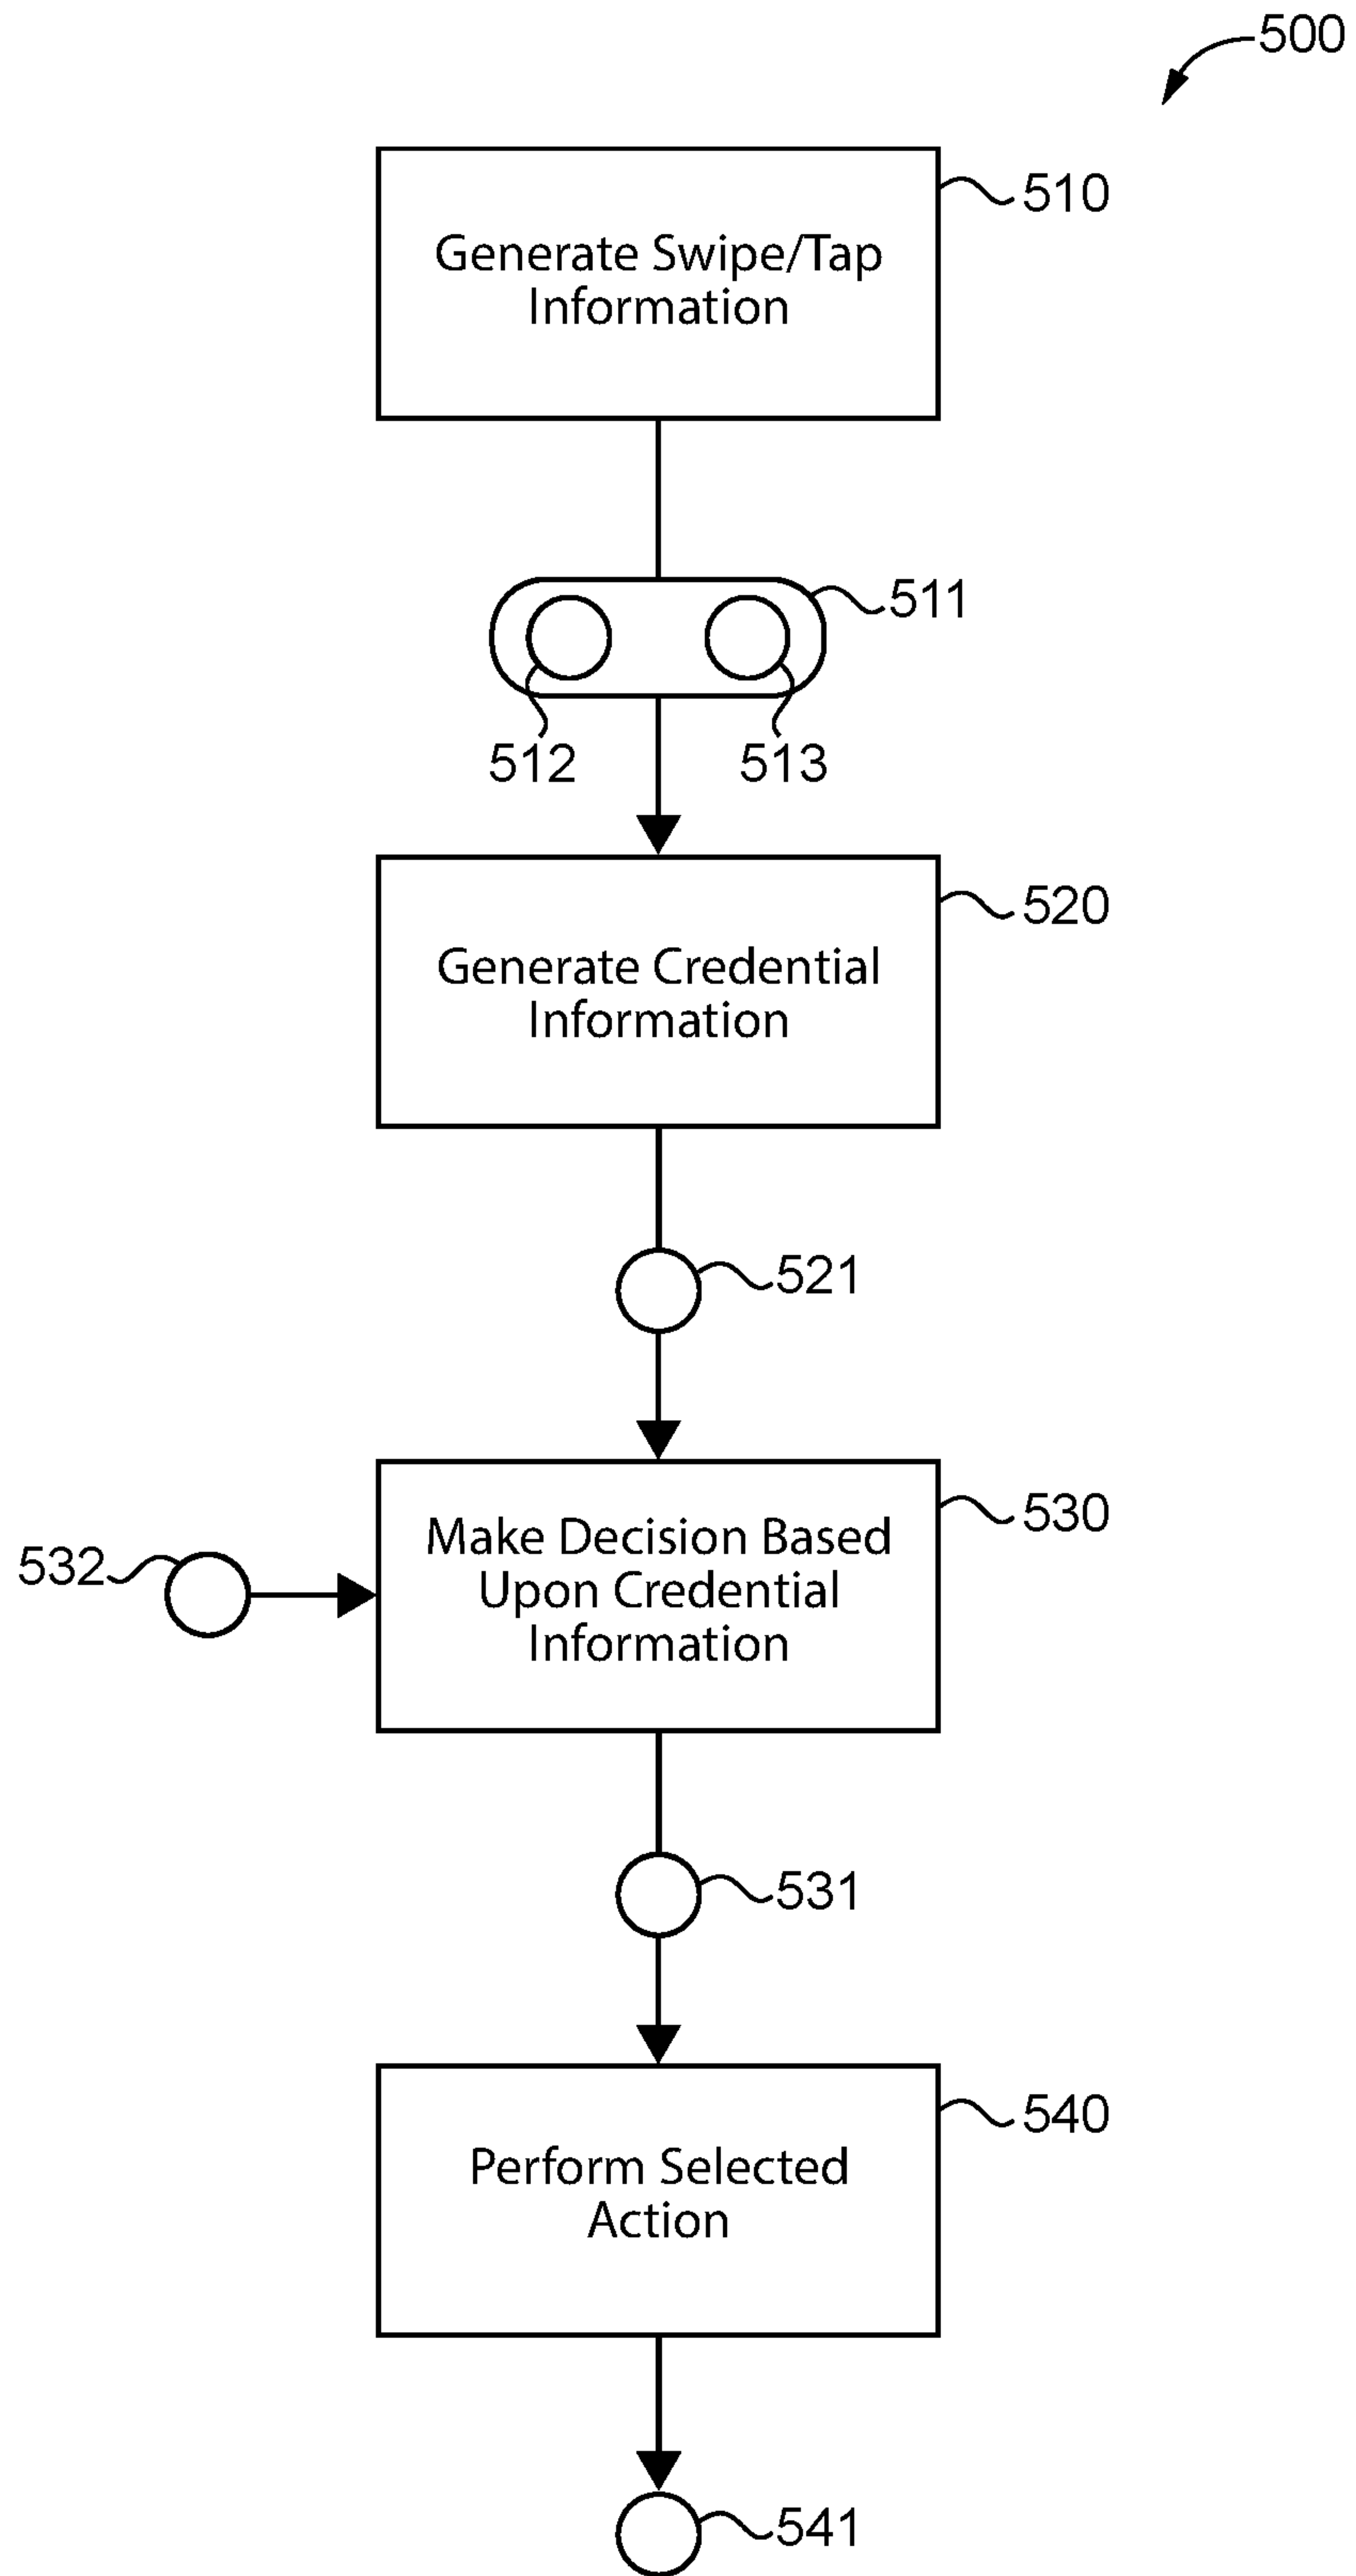 500
510
Generate Swipe/Tap
Information
511
512
513
520
Generate Credential
Information
521
530
Make Decision Based
Upon Credential
Information
532
531
540
Perform Selected
Action
541